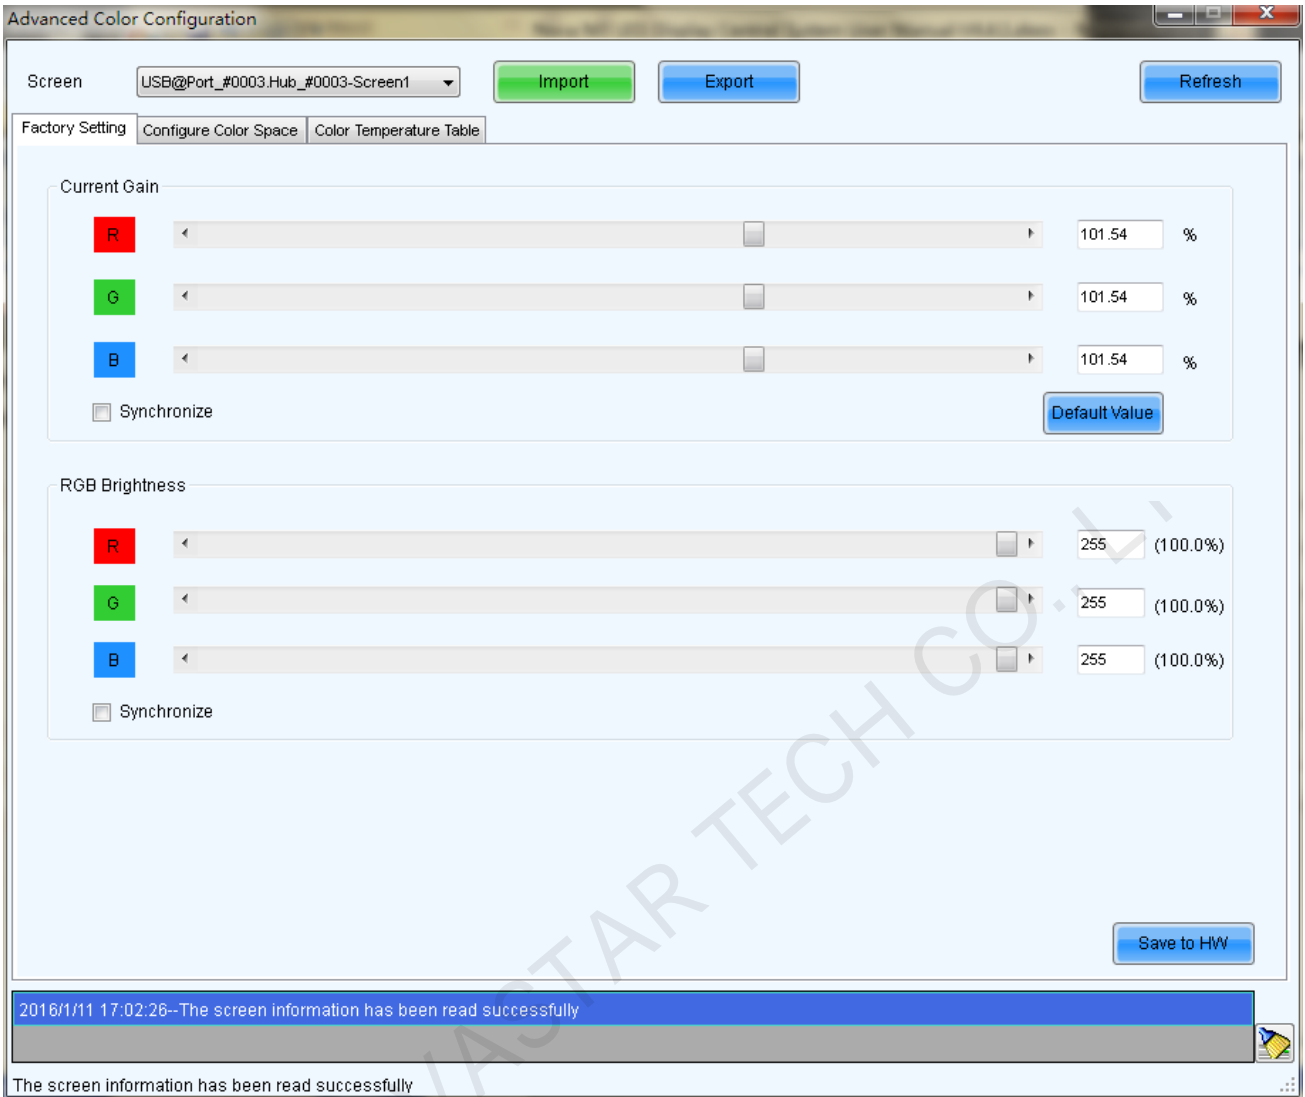 Advanced Color Configuration
Screen USB@Port_#0003.Hub_#0003-Screen1 Import Export Refresh
Factory Setting Configure Color Space Color Temperature Table
Current Gain
R 101.54 %
G 101.54 %
B 101.54 %
Synchronize Default Value
RGB Brightness
R 255 (100.0%)
G 255 (100.0%)
B 255 (100.0%)
Synchronize
Save to HW
2016/1/11 17:02:26--The screen information has been read successfully
The screen information has been read successfully
VASTAR TECH CO., L